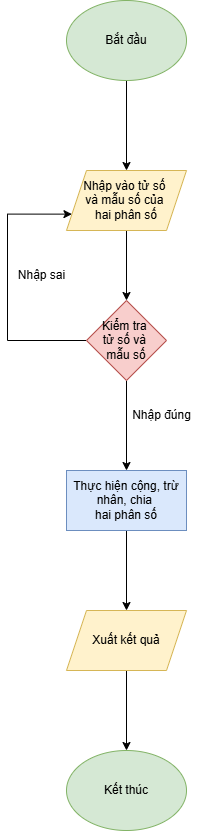 Bắt đầu
Nhập vào tử số
và mẫu số của
hai phân số
Nhập sai
Kiểm tra
tử số và
mẫu số
Nhập đúng
Thực hiện cộng, trừ
nhân, chia
hai phân số
Xuất kết quả
Kết thúc